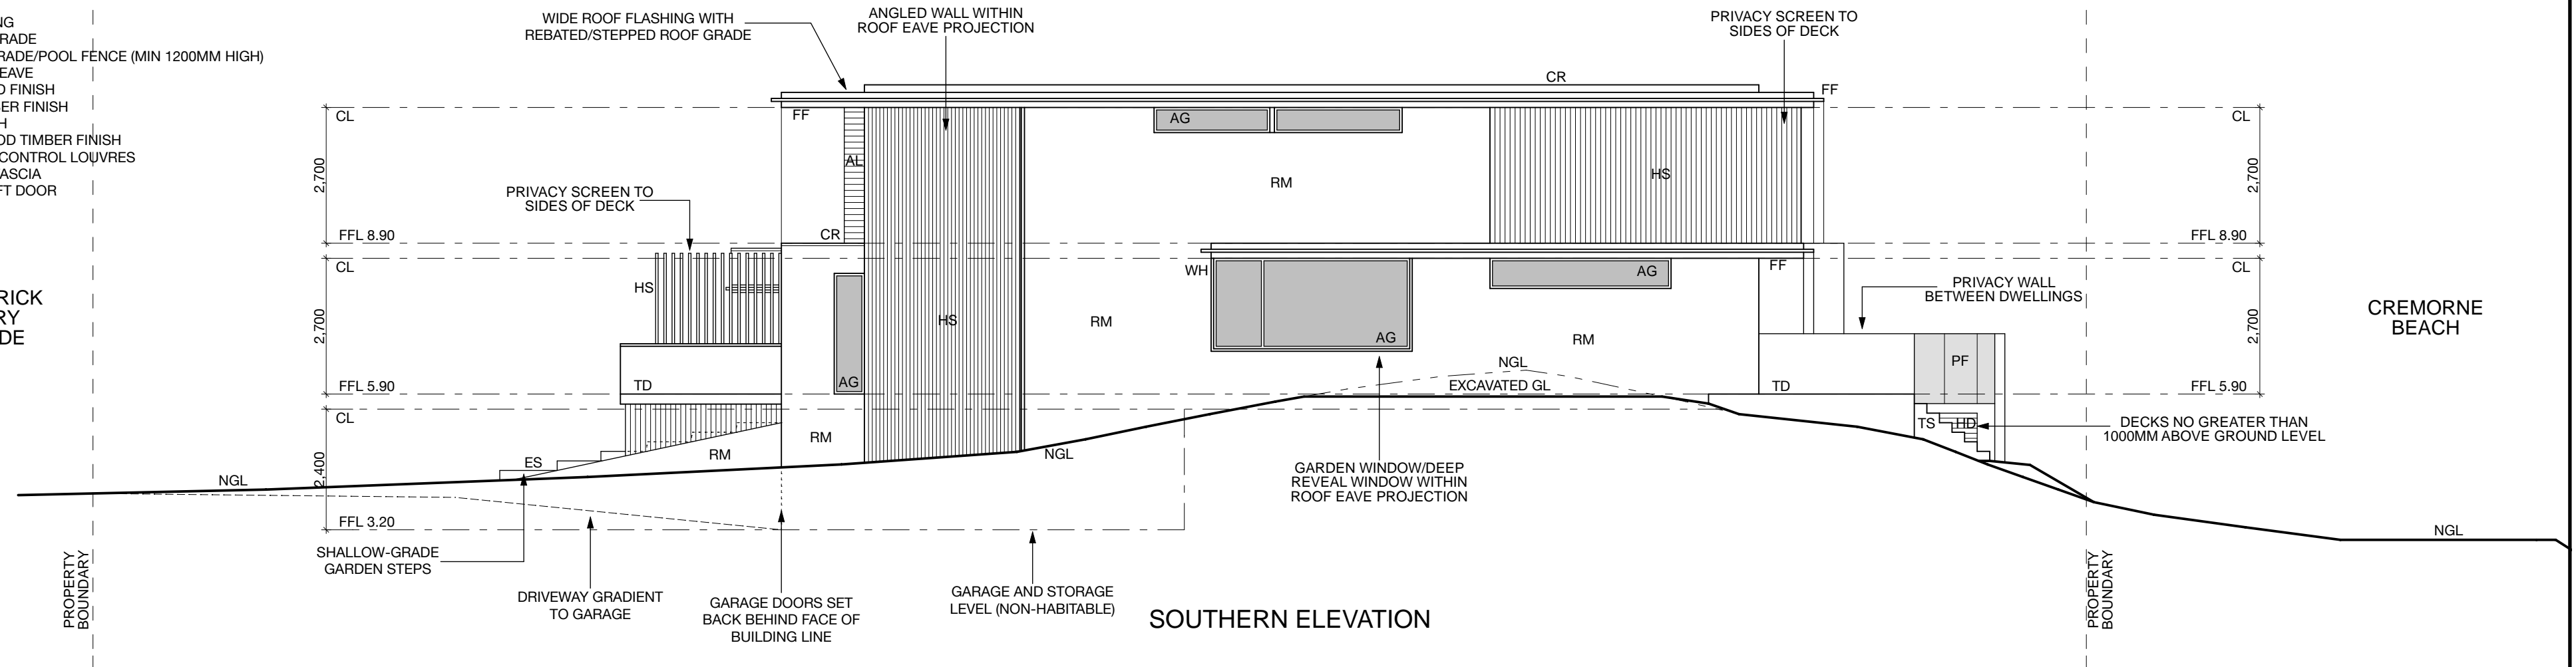 NG
RADE
RADE/POOL FENCE (MIN 1200MM HIGH)
EAVE
D FINISH
BER FINISH
H
OD TIMBER FINISH
CONTROL LOUVRES
ASCIA
FT DOOR
RICK
RY
DE
WIDE ROOF FLASHING WITH
REBATED/STEPPED ROOF GRADE
ANGLED WALL WITHIN
ROOF EAVE PROJECTION
PRIVACY SCREEN TO
SIDES OF DECK
CR
FF
CL
FF
AG
CL
2,700
AL
RM
HS
2,700
PRIVACY SCREEN TO
SIDES OF DECK
FFL 8.90
CR
FFL 8.90
CL
WH
AG
FF
CL
HS
PRIVACY WALL
BETWEEN DWELLINGS
2,700
HS
RM
AG
RM
2,700
CREMORNE
BEACH
NGL
PF
FFL 5.90
TD
AG
EXCAVATED GL
TD
FFL 5.90
CL
RM
RM
TS
HD
DECKS NO GREATER THAN
1000MM ABOVE GROUND LEVEL
2,400
ES
NGL
NGL
GARDEN WINDOW/DEEP
REVEAL WINDOW WITHIN
ROOF EAVE PROJECTION
FFL 3.20
NGL
SHALLOW-GRADE
GARDEN STEPS
PROPERTY
BOUNDARY
DRIVEWAY GRADIENT
TO GARAGE
GARAGE DOORS SET
BACK BEHIND FACE OF
BUILDING LINE
GARAGE AND STORAGE
LEVEL (NON-HABITABLE)
SOUTHERN ELEVATION
PROPERTY
BOUNDARY